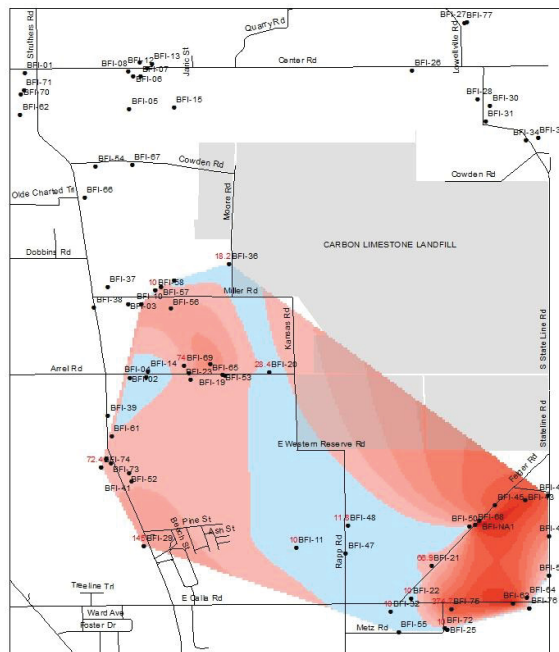 BFI-27 BFI-77
Struthers Rd
Quarry Rd
Lowellville Rd
Janio St
BFI-01
BFI-08 BFI-12 BFI-13
BFI-07
Center Rd
BFI-26
BFI-71
BFI-70
BFI-06
BFI-28
BFI-30
BFI-62
BFI-05
BFI-15
BFI-31
BFI-34
BFI-54
BFI-67
Cowden Rd
Cowden Rd
BFI-66
Olde Charted Ts
Moore Rd
CARBON LIMESTONE LANDFILL
Dobbins Rd
18.2 BFI-36
BFI-37
10 BFI-58
BFI-57
Miller Rd
BFI-38
BFI-10
BFI-03
BFI-56
Kansas Rd
S State Line Rd
BFI-14
74 BFI-69
BFI-65
28.4 BFI-20
Arrel Rd
BFI-04
BFI-02
BFI-23
BFI-53
BFI-19
BFI-39
Stateline Rd
BFI-61
E Western Reserve Rd
72.4 BFI-74
BFI-73
Felger Rd
BFI-52
BFI-41
BFI-45
Pine St
11.8 BFI-48
BFI-50 BFI-68
BFI-NA1
Beech St
Ash St
BFI-29
10 BFI-11
BFI-47
Rapp Rd
66.9 BFI-21
Treeline Trl
10 BFI-22
BFI-64
Ward Ave
E Calla Rd
10 BFI-32
BFI-75
BFI-63
BFI-76
Foster Dr
Metz Rd
BFI-55
BFI-72
10 BFI-25